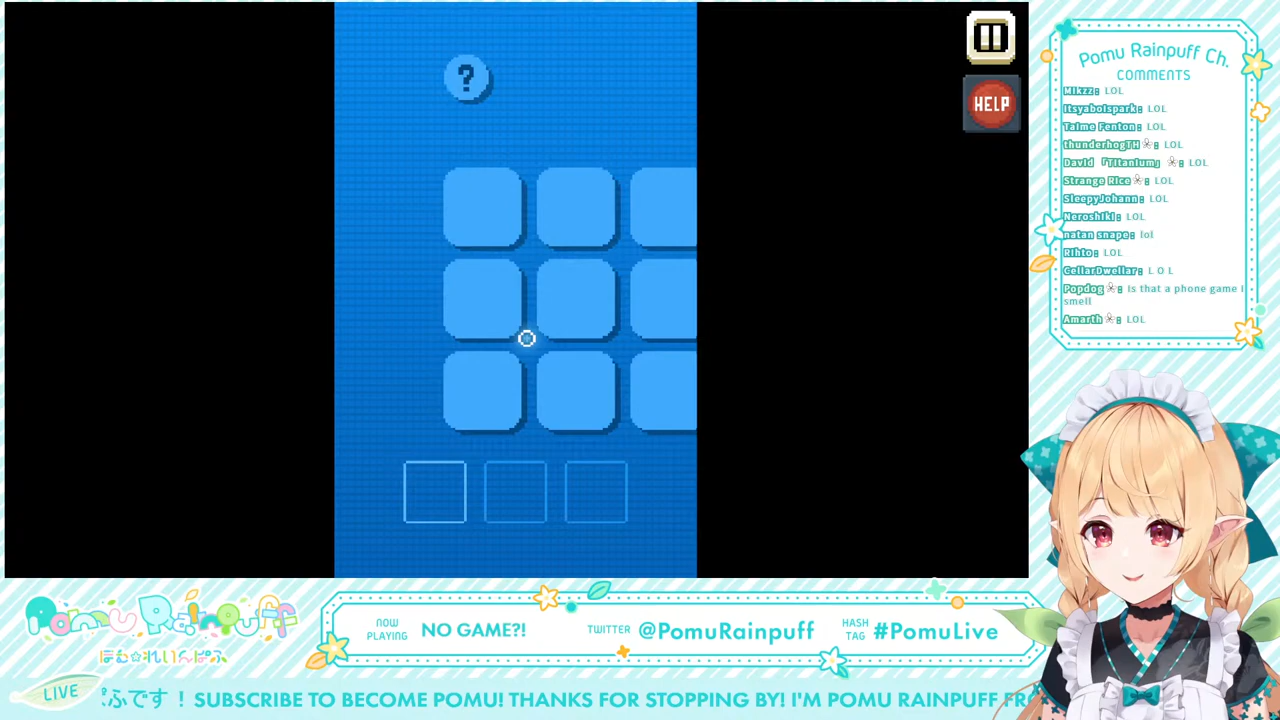 ?
HELP
Pomu Rainpuff Ch.
COMMENTS
Mikzz: LOL
Itsyaboispark: LOL
Taime Fenton: LOL
thunderhogTH: LOL
David 「Titanium」: LOL
Strange Rice: LOL
SleepyJohann: LOL
Neroshiki: LOL
natan snape: lol
Rihto: LOL
CellarDwellar: L O L
Popdog: Is that a phone game I
smell
Amarth: LOL
Pomu Rainpuff
ぽむ☆れいんぱふ
NOW
PLAYING
NO GAME?!
TWITTER
@PomuRainpuff
HASH
TAG
#PomuLive
LIVE
ぱふです！SUBSCRIBE TO BECOME POMU! THANKS FOR STOPPING BY! I'M POMU RAINPUFF FR